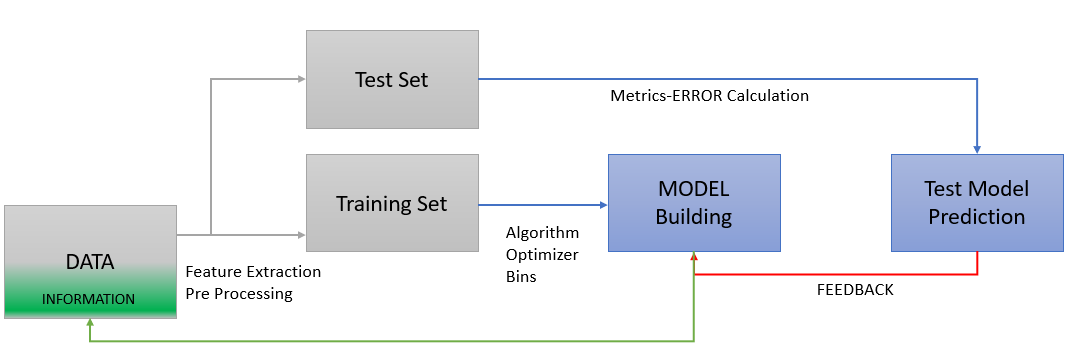 Test Set
Metrics-ERROR Calculation
Training Set
MODEL
Building
Test Model
Prediction
Algorithm
Optimizer
Bins
DATA
INFORMATION
Feature Extraction
Pre Processing
FEEDBACK